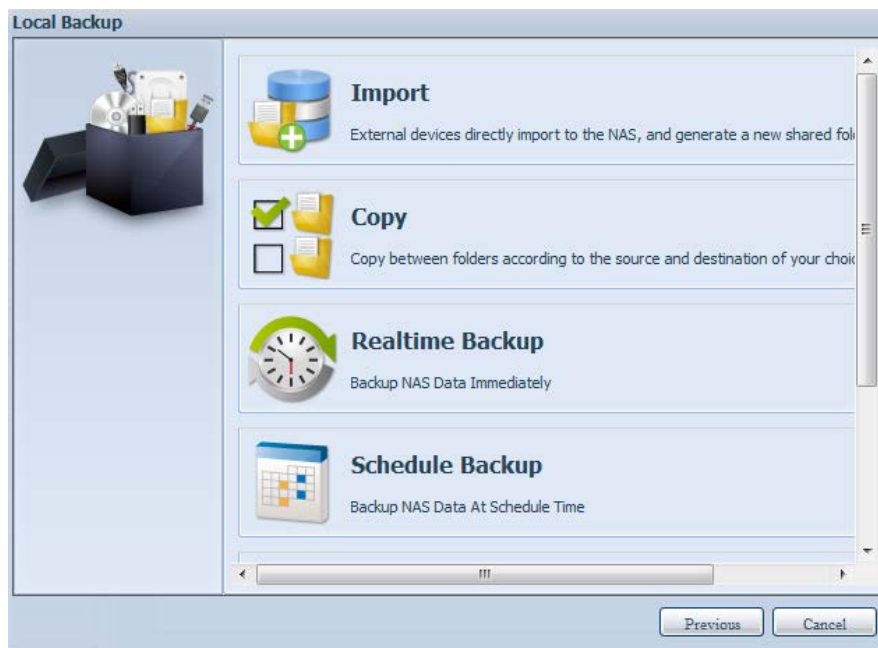 Local Backup
Import
External devices directly import to the NAS, and generate a new shared
Copy
Copy between folders according to the source and destination of your
Realtime Backup
Backup NAS Data Immediately
Schedule Backup
Backup NAS Data At Schedule Time
Previous
Cancel